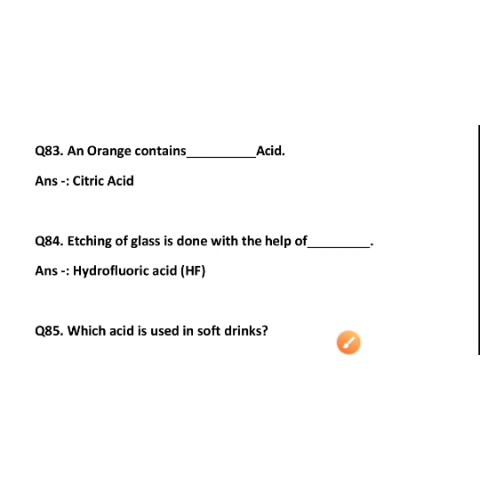 Q83. An Orange contains__________Acid.
Ans -: Citric Acid
Q84. Etching of glass is done with the help of_________.
Ans -: Hydrofluoric acid (HF)
Q85. Which acid is used in soft drinks?